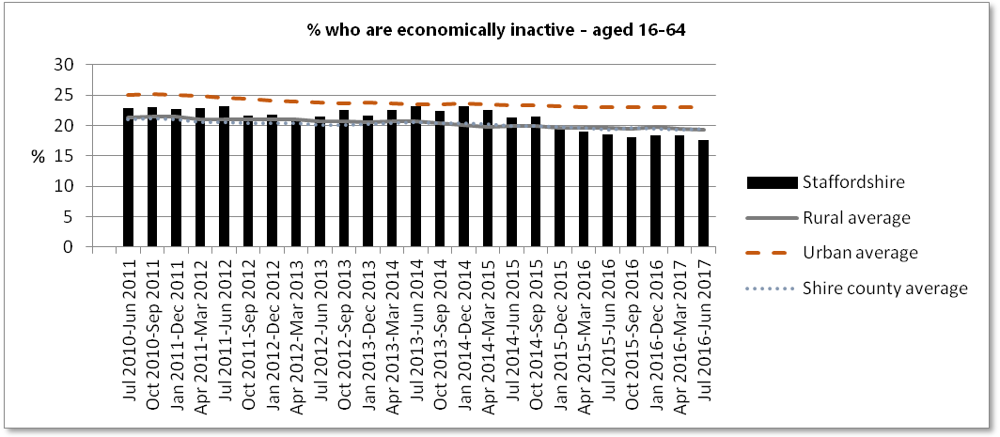 % who are economically inactive - aged 16-64
30
25
20
15
10
5
0
%
Jul 2010-Jun 2011
Oct 2010-Sep 2011
Jan 2011-Dec 2011
Apr 2011-Mar 2012
Jul 2011-Jun 2012
Oct 2011-Sep 2012
Jan 2012-Dec 2012
Apr 2012-Mar 2013
Jul 2012-Jun 2013
Oct 2012-Sep 2013
Jan 2013-Dec 2013
Apr 2013-Mar 2014
Jul 2013-Jun 2014
Oct 2013-Sep 2014
Jan 2014-Dec 2014
Apr 2014-Mar 2015
Jul 2014-Jun 2015
Oct 2014-Sep 2015
Jan 2015-Dec 2015
Apr 2015-Mar 2016
Jul 2015-Jun 2016
Oct 2015-Sep 2016
Jan 2016-Dec 2016
Apr 2016-Mar 2017
Jul 2016-Jun 2017
Staffordshire
Rural average
Urban average
Shire county average